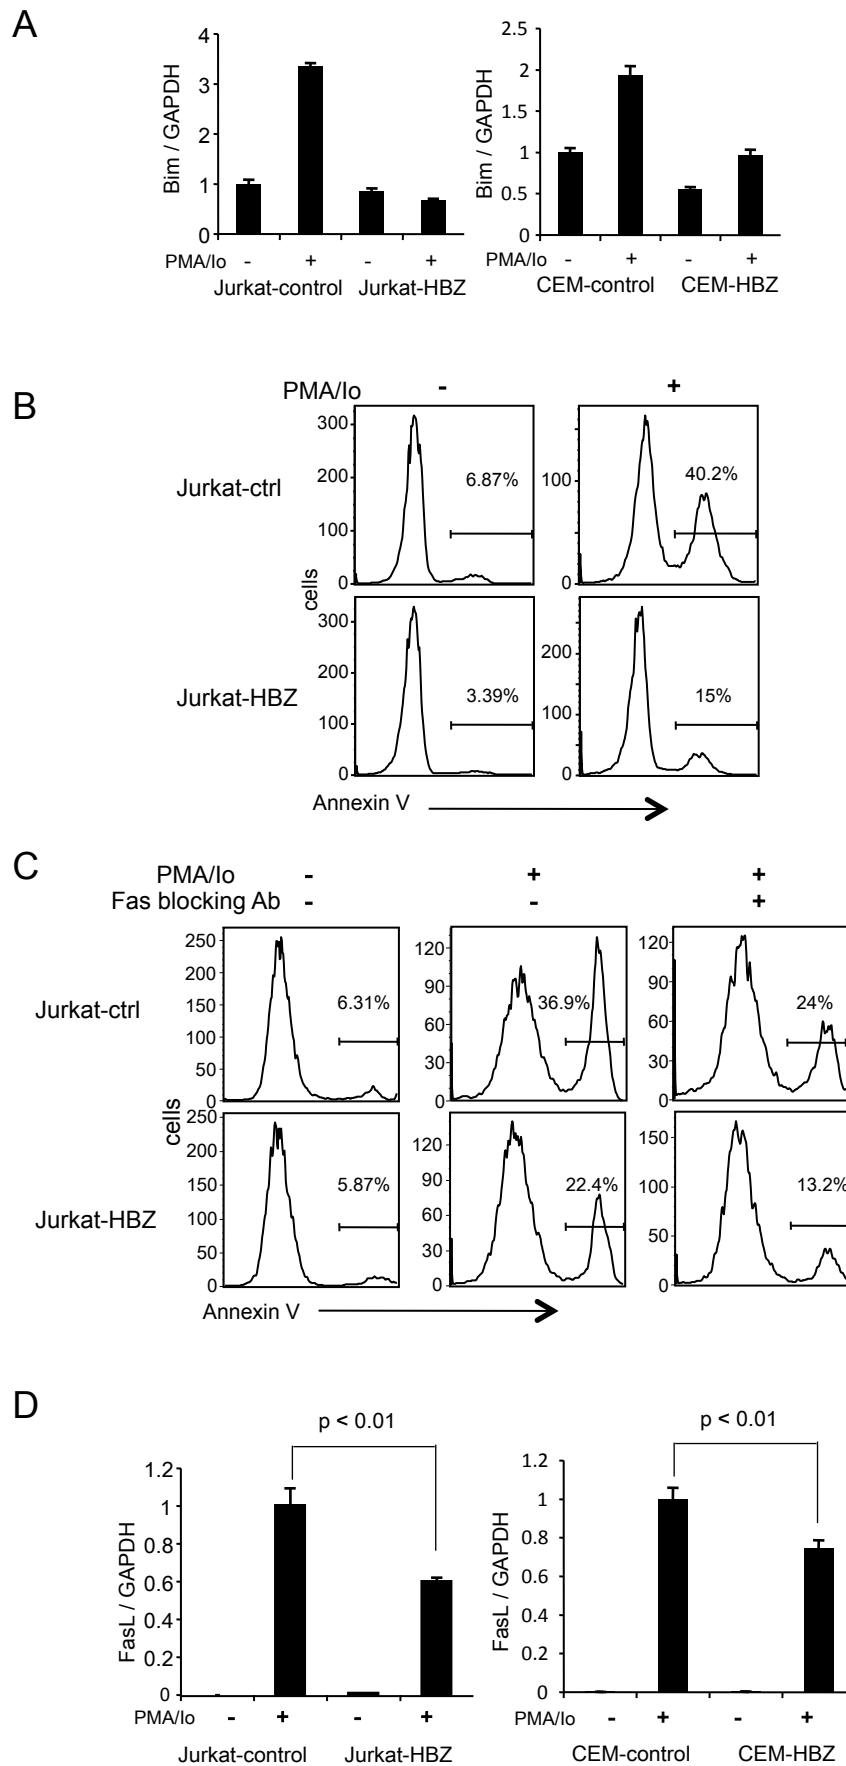 A
Bim / GAPDH
4
3
2
1
0
PMA/Io - + - +
Jurkat-control Jurkat-HBZ
Bim / GAPDH
2.5
2
1.5
1
0.5
0
PMA/Io - + - +
CEM-control CEM-HBZ
B
PMA/Io - +
Jurkat-ctrl
300
200
100
0
6.87%
100
0
40.2%
cells
Jurkat-HBZ
300
200
100
0
3.39%
200
100
0
15%
Annexin V
C
PMA/Io - + +
Fas blocking Ab - - +
Jurkat-ctrl
250
200
150
100
50
0
6.31%
120
90
60
30
0
36.9%
120
90
60
30
0
24%
cells
Jurkat-HBZ
250
200
150
100
50
0
5.87%
120
90
60
30
0
22.4%
150
100
50
0
13.2%
Annexin V
D
p < 0.01
FasL / GAPDH
1.2
1
0.8
0.6
0.4
0.2
0
PMA/Io - + - +
Jurkat-control Jurkat-HBZ
p < 0.01
FasL / GAPDH
1.2
1
0.8
0.6
0.4
0.2
0
PMA/Io - + - +
CEM-control CEM-HBZ